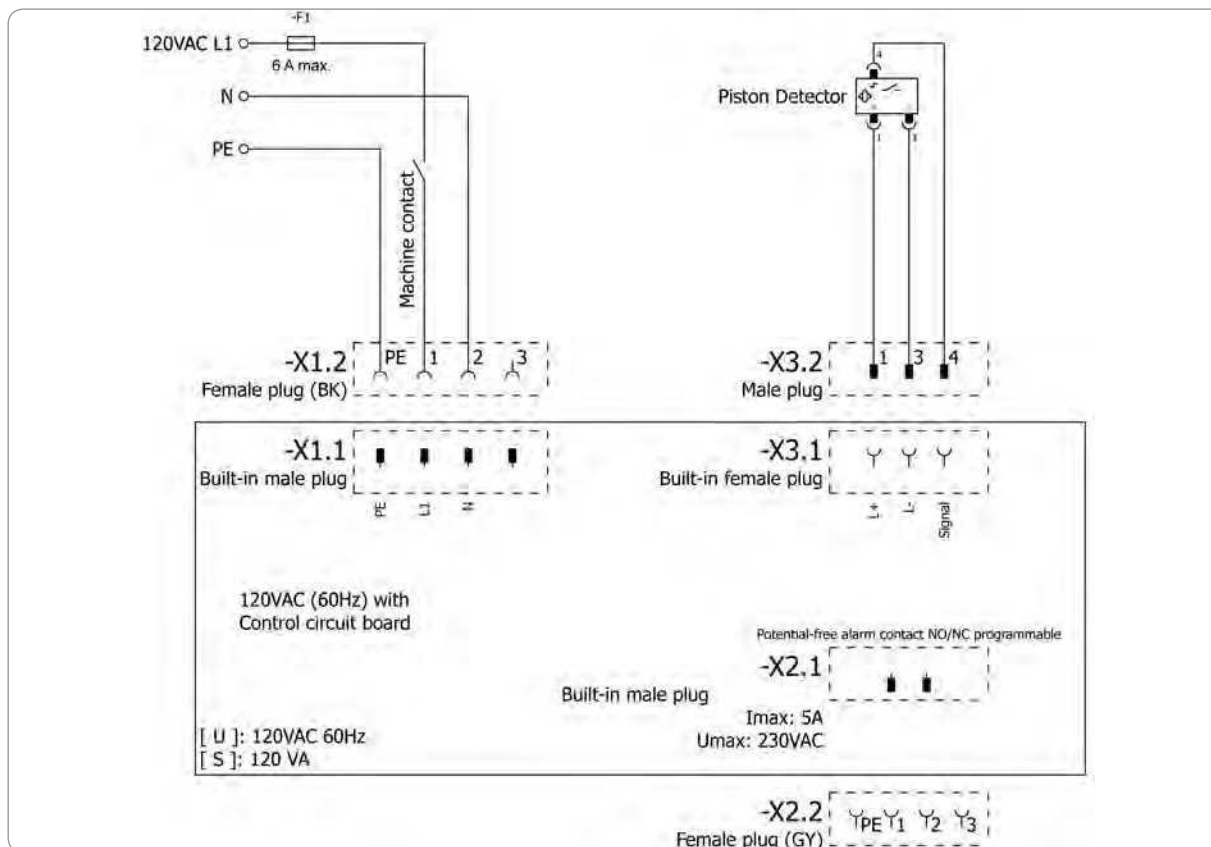 -F1
120VAC L1
6 A max.
N
PE
Machine contact
4
Piston Detector
1 3
-X1.2 PE 1 2 3
Female plug (BK)
-X3.2 1 3 4
Male plug
-X1.1
Built-in male plug
PE L1 N
-X3.1
Built-in female plug
L+ L- Signal
120VAC (60Hz) with
Control circuit board
Potential-free alarm contact NO/NC programmable
-X2.1
Built-in male plug
Imax: 5A
Umax: 230VAC
[ U ]: 120VAC 60Hz
[ S ]: 120 VA
-X2.2 PE 1 2 3
Female plug (GY)